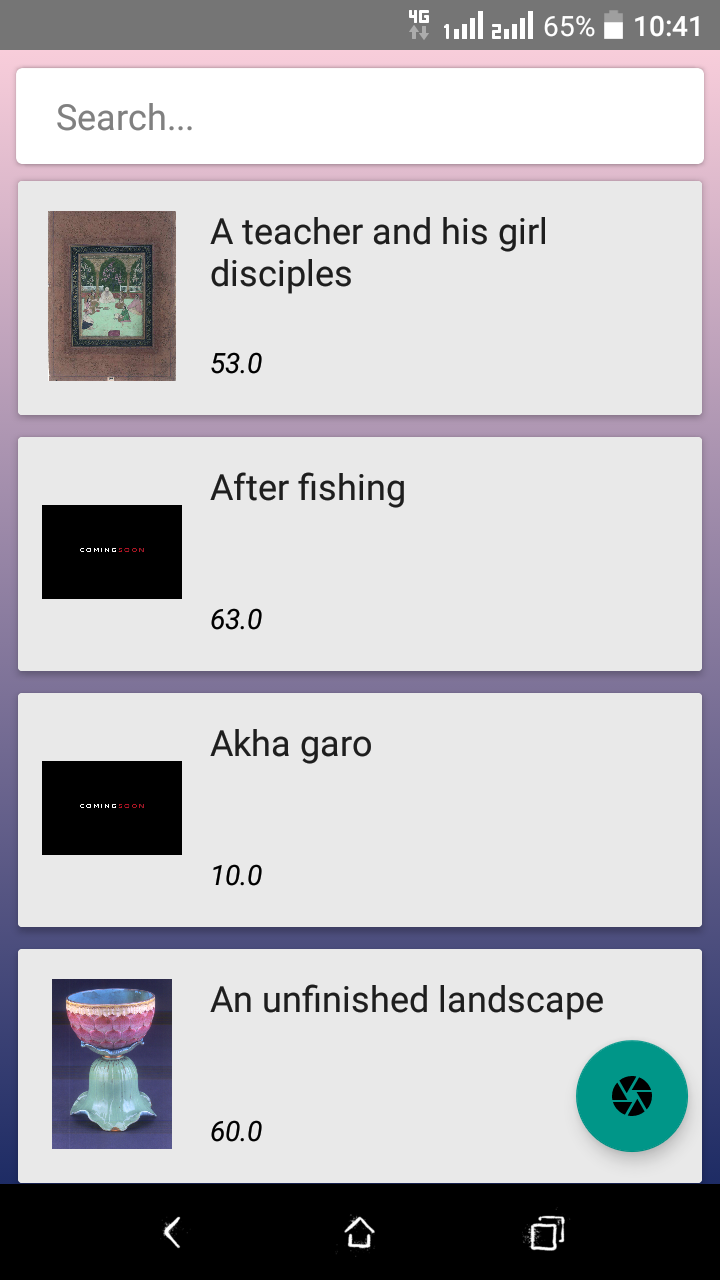 4G 1 2 65% 10:41
Search...
A teacher and his girl
disciples
53.0
After fishing
COMINGSOON
63.0
Akha garo
COMINGSOON
10.0
An unfinished landscape
60.0